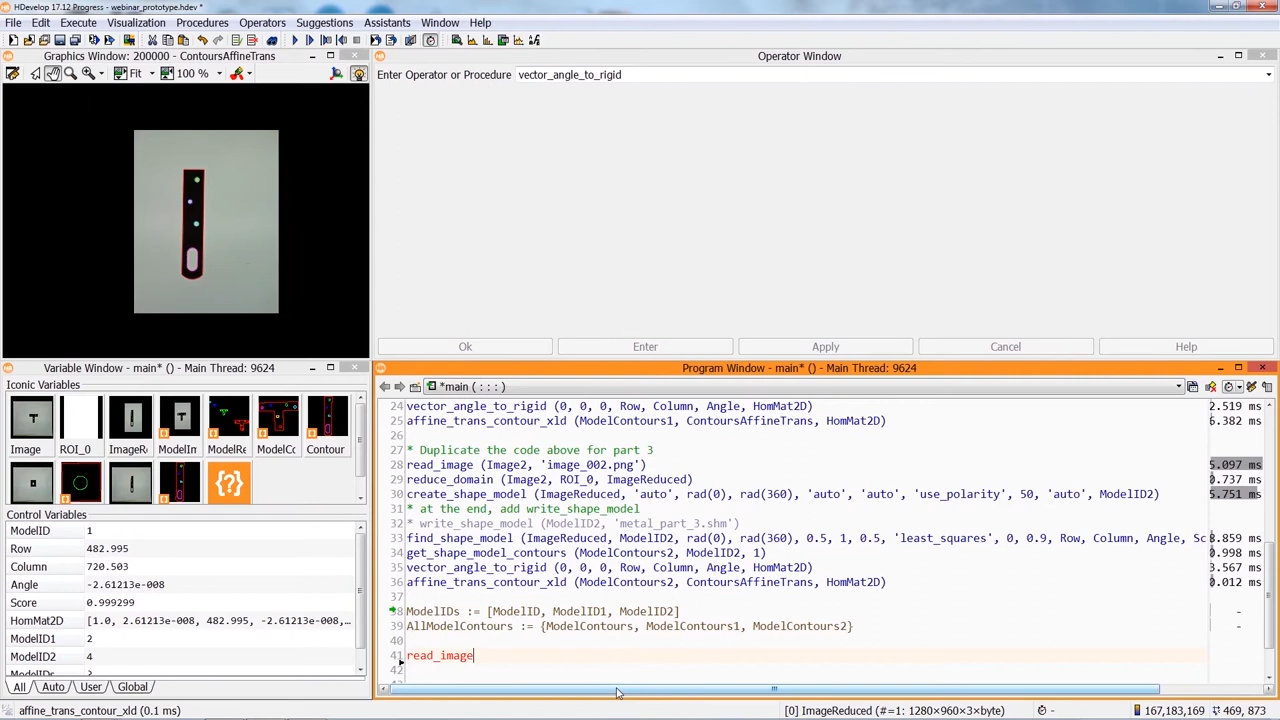 HDevelop 17.12 Progress - webinar_prototype.hdev *
File Edit Execute Visualization Procedures Operators Suggestions Assistants Window Help
Graphics Window: 200000 - ContoursAffineTrans
Operator Window
Fit 100 %
Enter Operator or Procedure vector_angle_to_rigid
Ok Enter Apply Cancel Help
Variable Window - main* () - Main Thread: 9624
Program Window - main* () - Main Thread: 9624
Iconic Variables
*main ( : : : )
Image ROI_0 ImageR ModelIm ModelRe ModelCo Contour
{?}
Control Variables
ModelID 1
Row 482.995
Column 720.503
Angle -2.61213e-008
Score 0.999299
HomMat2D [1.0, 2.61213e-008, 482.995, -2.61213e-008,...
ModelID1 2
ModelID2 4
All Auto User Global
24 vector_angle_to_rigid (0, 0, 0, Row, Column, Angle, HomMat2D) 2.519 ms
25 affine_trans_contour_xld (ModelContours1, ContoursAffineTrans, HomMat2D) 6.382 ms
26
27 * Duplicate the code above for part 3
28 read_image (Image2, 'image_002.png') 5.097 ms
29 reduce_domain (Image2, ROI_0, ImageReduced) 0.737 ms
30 create_shape_model (ImageReduced, 'auto', rad(0), rad(360), 'auto', 'auto', 'use_polarity', 50, 'auto', ModelID2) 5.751 ms
31 * at the end, add write_shape_model
32 * write_shape_model (ModelID2, 'metal_part_3.shm')
33 find_shape_model (ImageReduced, ModelID2, rad(0), rad(360), 0.5, 1, 0.5, 'least_squares', 0, 0.9, Row, Column, Angle, Sc 8.859 ms
34 get_shape_model_contours (ModelContours2, ModelID2, 1) 0.998 ms
35 vector_angle_to_rigid (0, 0, 0, Row, Column, Angle, HomMat2D) 3.567 ms
36 affine_trans_contour_xld (ModelContours2, ContoursAffineTrans, HomMat2D) 0.012 ms
37
38 ModelIDs := [ModelID, ModelID1, ModelID2] -
39 AllModelContours := {ModelContours, ModelContours1, ModelContours2} -
40
41 read_image
42
affine_trans_contour_xld (0.1 ms) [0] ImageReduced (#=1: 1280×960×3×byte) - 167,183,169 469, 873